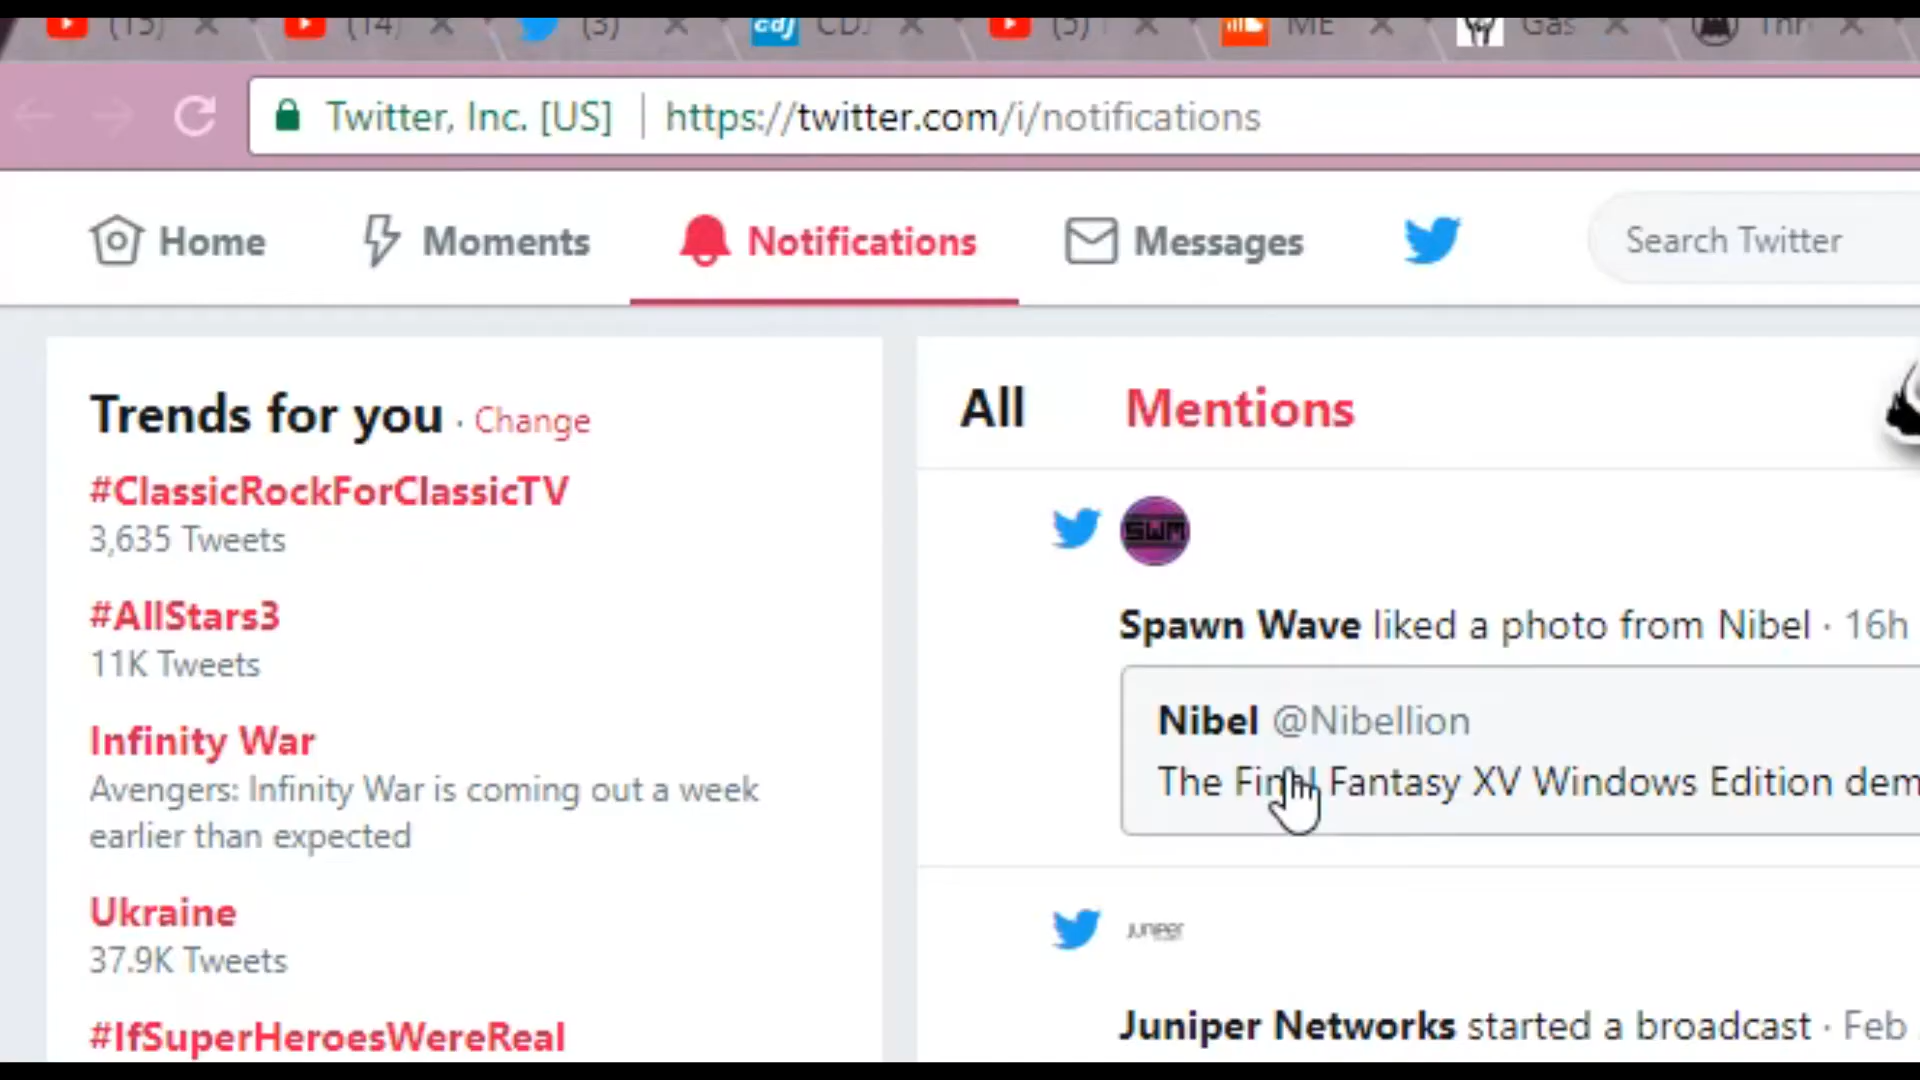 (15)
(14)
(3)
cdj
CDJ
(5)
ME
Gas
Thr
Twitter, Inc. [US]
https://twitter.com/i/notifications
Home
Moments
Notifications
Messages
Search Twitter
Trends for you · Change
#ClassicRockForClassicTV
3,635 Tweets
#AllStars3
11K Tweets
Infinity War
Avengers: Infinity War is coming out a week
earlier than expected
Ukraine
37.9K Tweets
#IfSuperHeroesWereReal
All
Mentions
SWM
Spawn Wave liked a photo from Nibel · 16h
Nibel @Nibellion
The Final Fantasy XV Windows Edition dem
JUNIPER
Juniper Networks started a broadcast · Feb